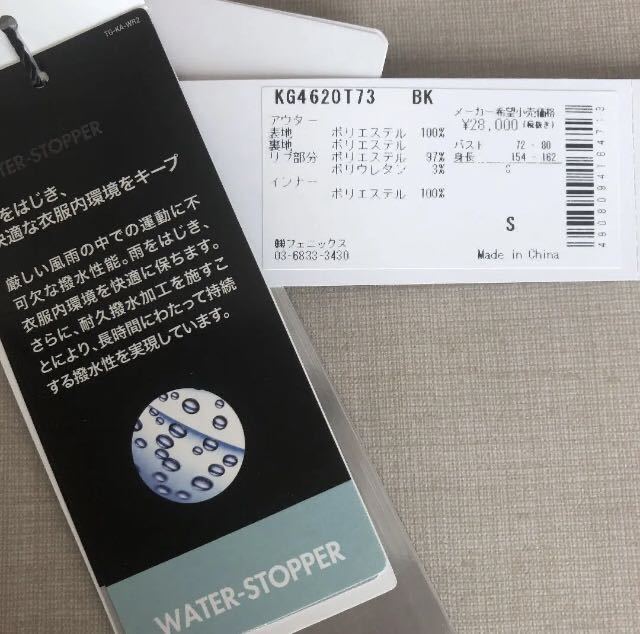 TG-KA-WR2
TER-STOPPER
をはじき、
適な衣服内環境をキープ
厳しい風雨の中での運動に不
可欠な撥水性能。雨をはじき、
衣服内環境を快適に保ちます。
さらに、耐久撥水加工を施すこ
とにより、長時間にわたって持続
する撥水性を実現しています。
WATER-STOPPER
KG4620T73 BK
アウター
表地 ポリエステル 100%
裏地 ポリエステル
リブ部分 ポリエステル 97%
ポリウレタン 3%
インナー
ポリエステル 100%
㈱フェニックス
03-6833-3430
メーカー希望小売価格
¥28,000(税抜き)
バスト 72 - 80
身長 154 - 162
S
S
Made in China